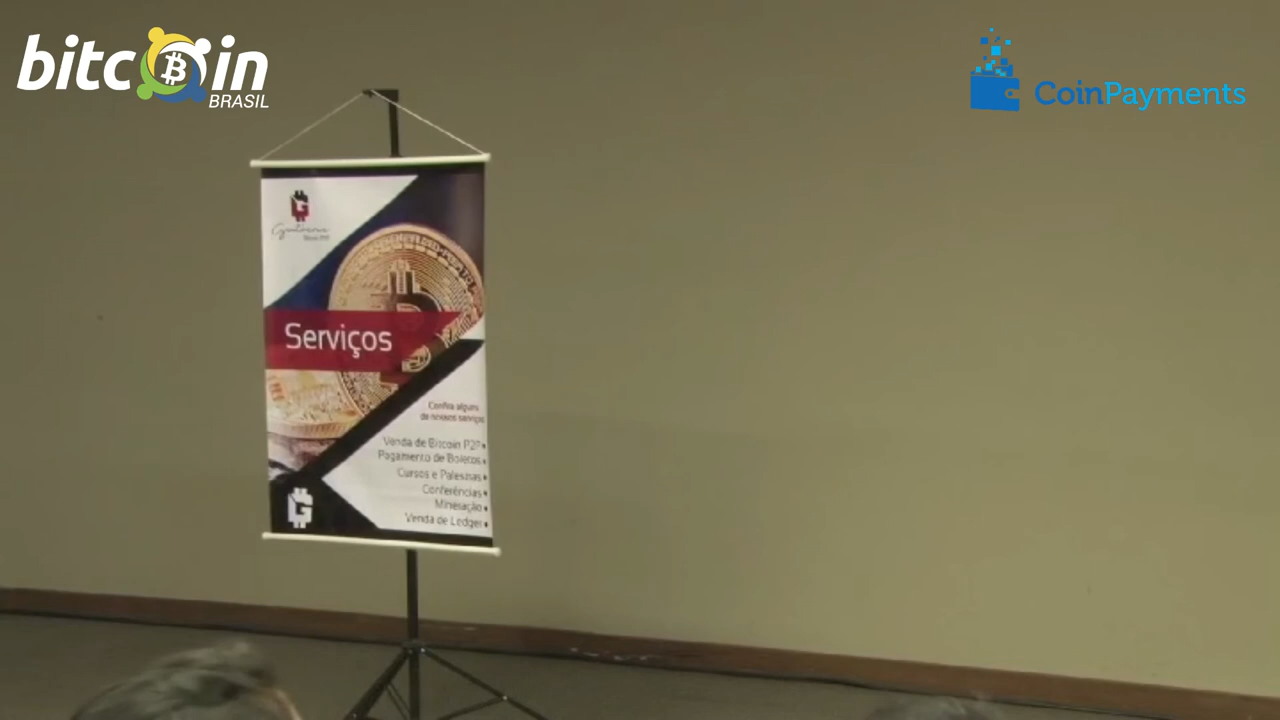 bitcoin
BRASIL
CoinPayments
Serviços
Confira alguns
de nossos serviços
Venda de Bitcoin P2P
Pagamento de Boletos
Cursos e Palestras
Conferências
Mineração
Venda de Ledger